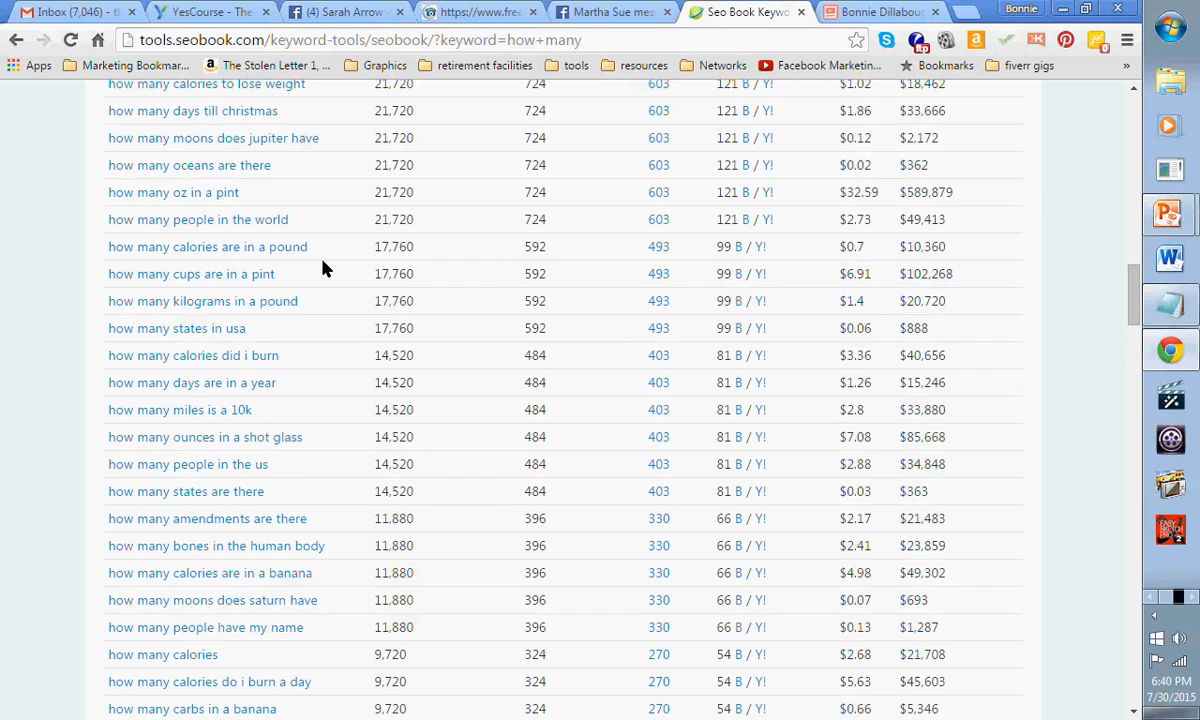 Inbox (7,046) - th
YesCourse - The
(4) Sarah Arrow
https://www.free
Martha Sue mes
Seo Book Keywo
Bonnie Dillaboug
Bonnie
tools.seobook.com/keyword-tools/seobook/?keyword=how+many
Apps Marketing Bookmar... The Stolen Letter 1, ... Graphics retirement facilities tools resources Networks Facebook Marketin... Bookmarks fiverr gigs »
how many calories to lose weight 21,720 724 603 121 B / Y! $1.02 $18,462
how many days till christmas 21,720 724 603 121 B / Y! $1.86 $33,666
how many moons does jupiter have 21,720 724 603 121 B / Y! $0.12 $2,172
how many oceans are there 21,720 724 603 121 B / Y! $0.02 $362
how many oz in a pint 21,720 724 603 121 B / Y! $32.59 $589,879
how many people in the world 21,720 724 603 121 B / Y! $2.73 $49,413
how many calories are in a pound 17,760 592 493 99 B / Y! $0.7 $10,360
how many cups are in a pint 17,760 592 493 99 B / Y! $6.91 $102,268
how many kilograms in a pound 17,760 592 493 99 B / Y! $1.4 $20,720
how many states in usa 17,760 592 493 99 B / Y! $0.06 $888
how many calories did i burn 14,520 484 403 81 B / Y! $3.36 $40,656
how many days are in a year 14,520 484 403 81 B / Y! $1.26 $15,246
how many miles is a 10k 14,520 484 403 81 B / Y! $2.8 $33,880
how many ounces in a shot glass 14,520 484 403 81 B / Y! $7.08 $85,668
how many people in the us 14,520 484 403 81 B / Y! $2.88 $34,848
how many states are there 14,520 484 403 81 B / Y! $0.03 $363
how many amendments are there 11,880 396 330 66 B / Y! $2.17 $21,483
how many bones in the human body 11,880 396 330 66 B / Y! $2.41 $23,859
how many calories are in a banana 11,880 396 330 66 B / Y! $4.98 $49,302
how many moons does saturn have 11,880 396 330 66 B / Y! $0.07 $693
how many people have my name 11,880 396 330 66 B / Y! $0.13 $1,287
how many calories 9,720 324 270 54 B / Y! $2.68 $21,708
how many calories do i burn a day 9,720 324 270 54 B / Y! $5.63 $45,603
how many carbs in a banana 9,720 324 270 54 B / Y! $0.66 $5,346
6:40 PM
7/30/2015